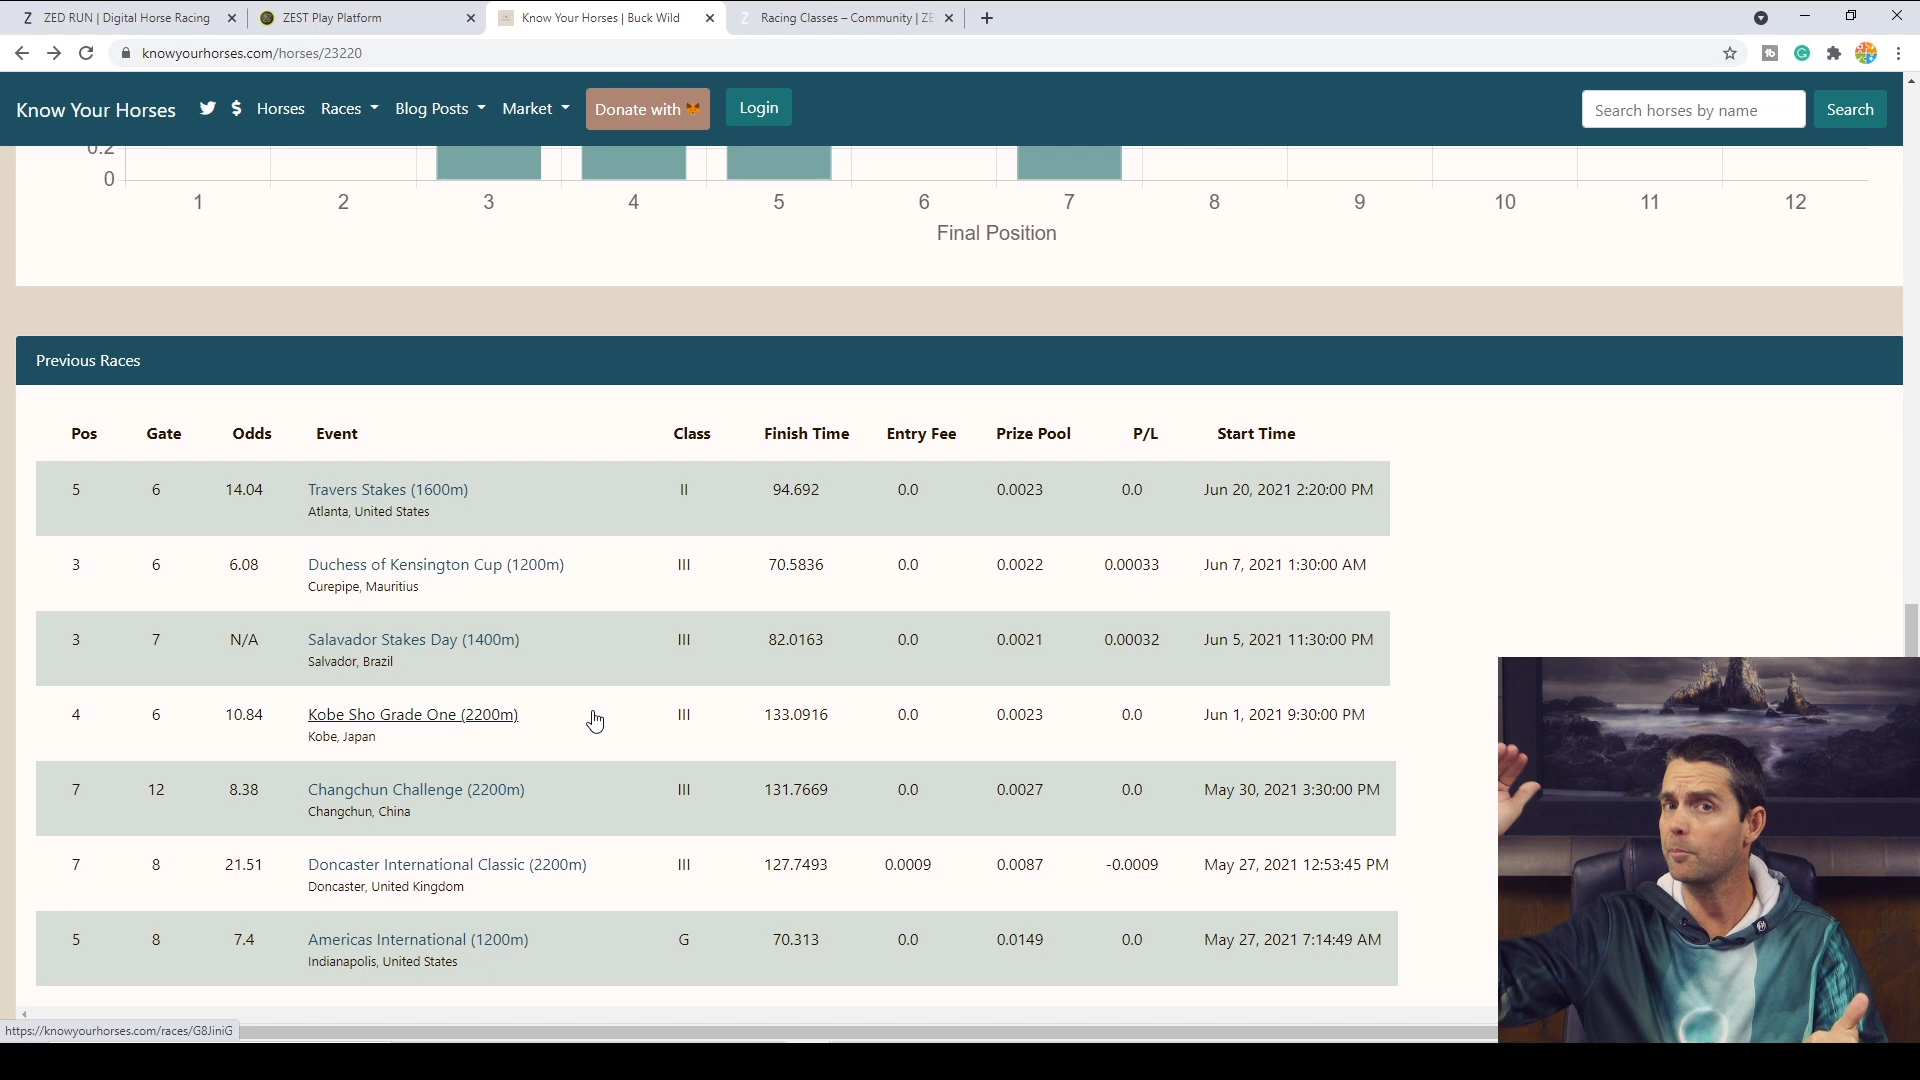 ZED RUN | Digital Horse Racing
ZEST Play Platform
Know Your Horses | Buck Wild
Racing Classes – Community | ZE
knowyourhorses.com/horses/23220
Know Your Horses $ Horses Races Blog Posts Market Donate with Login Search horses by name Search
0.2
0
1 2 3 4 5 6 7 8 9 10 11 12
Final Position
Previous Races
Pos Gate Odds Event Class Finish Time Entry Fee Prize Pool P/L Start Time
5 6 14.04 Travers Stakes (1600m) II 94.692 0.0 0.0023 0.0 Jun 20, 2021 2:20:00 PM
Atlanta, United States
3 6 6.08 Duchess of Kensington Cup (1200m) III 70.5836 0.0 0.0022 0.00033 Jun 7, 2021 1:30:00 AM
Curepipe, Mauritius
3 7 N/A Salavador Stakes Day (1400m) III 82.0163 0.0 0.0021 0.00032 Jun 5, 2021 11:30:00 PM
Salvador, Brazil
4 6 10.84 Kobe Sho Grade One (2200m) III 133.0916 0.0 0.0023 0.0 Jun 1, 2021 9:30:00 PM
Kobe, Japan
7 12 8.38 Changchun Challenge (2200m) III 131.7669 0.0 0.0027 0.0 May 30, 2021 3:30:00 PM
Changchun, China
7 8 21.51 Doncaster International Classic (2200m) III 127.7493 0.0009 0.0087 -0.0009 May 27, 2021 12:53:45 PM
Doncaster, United Kingdom
5 8 7.4 Americas International (1200m) G 70.313 0.0 0.0149 0.0 May 27, 2021 7:14:49 AM
Indianapolis, United States
https://knowyourhorses.com/races/G8JiniG